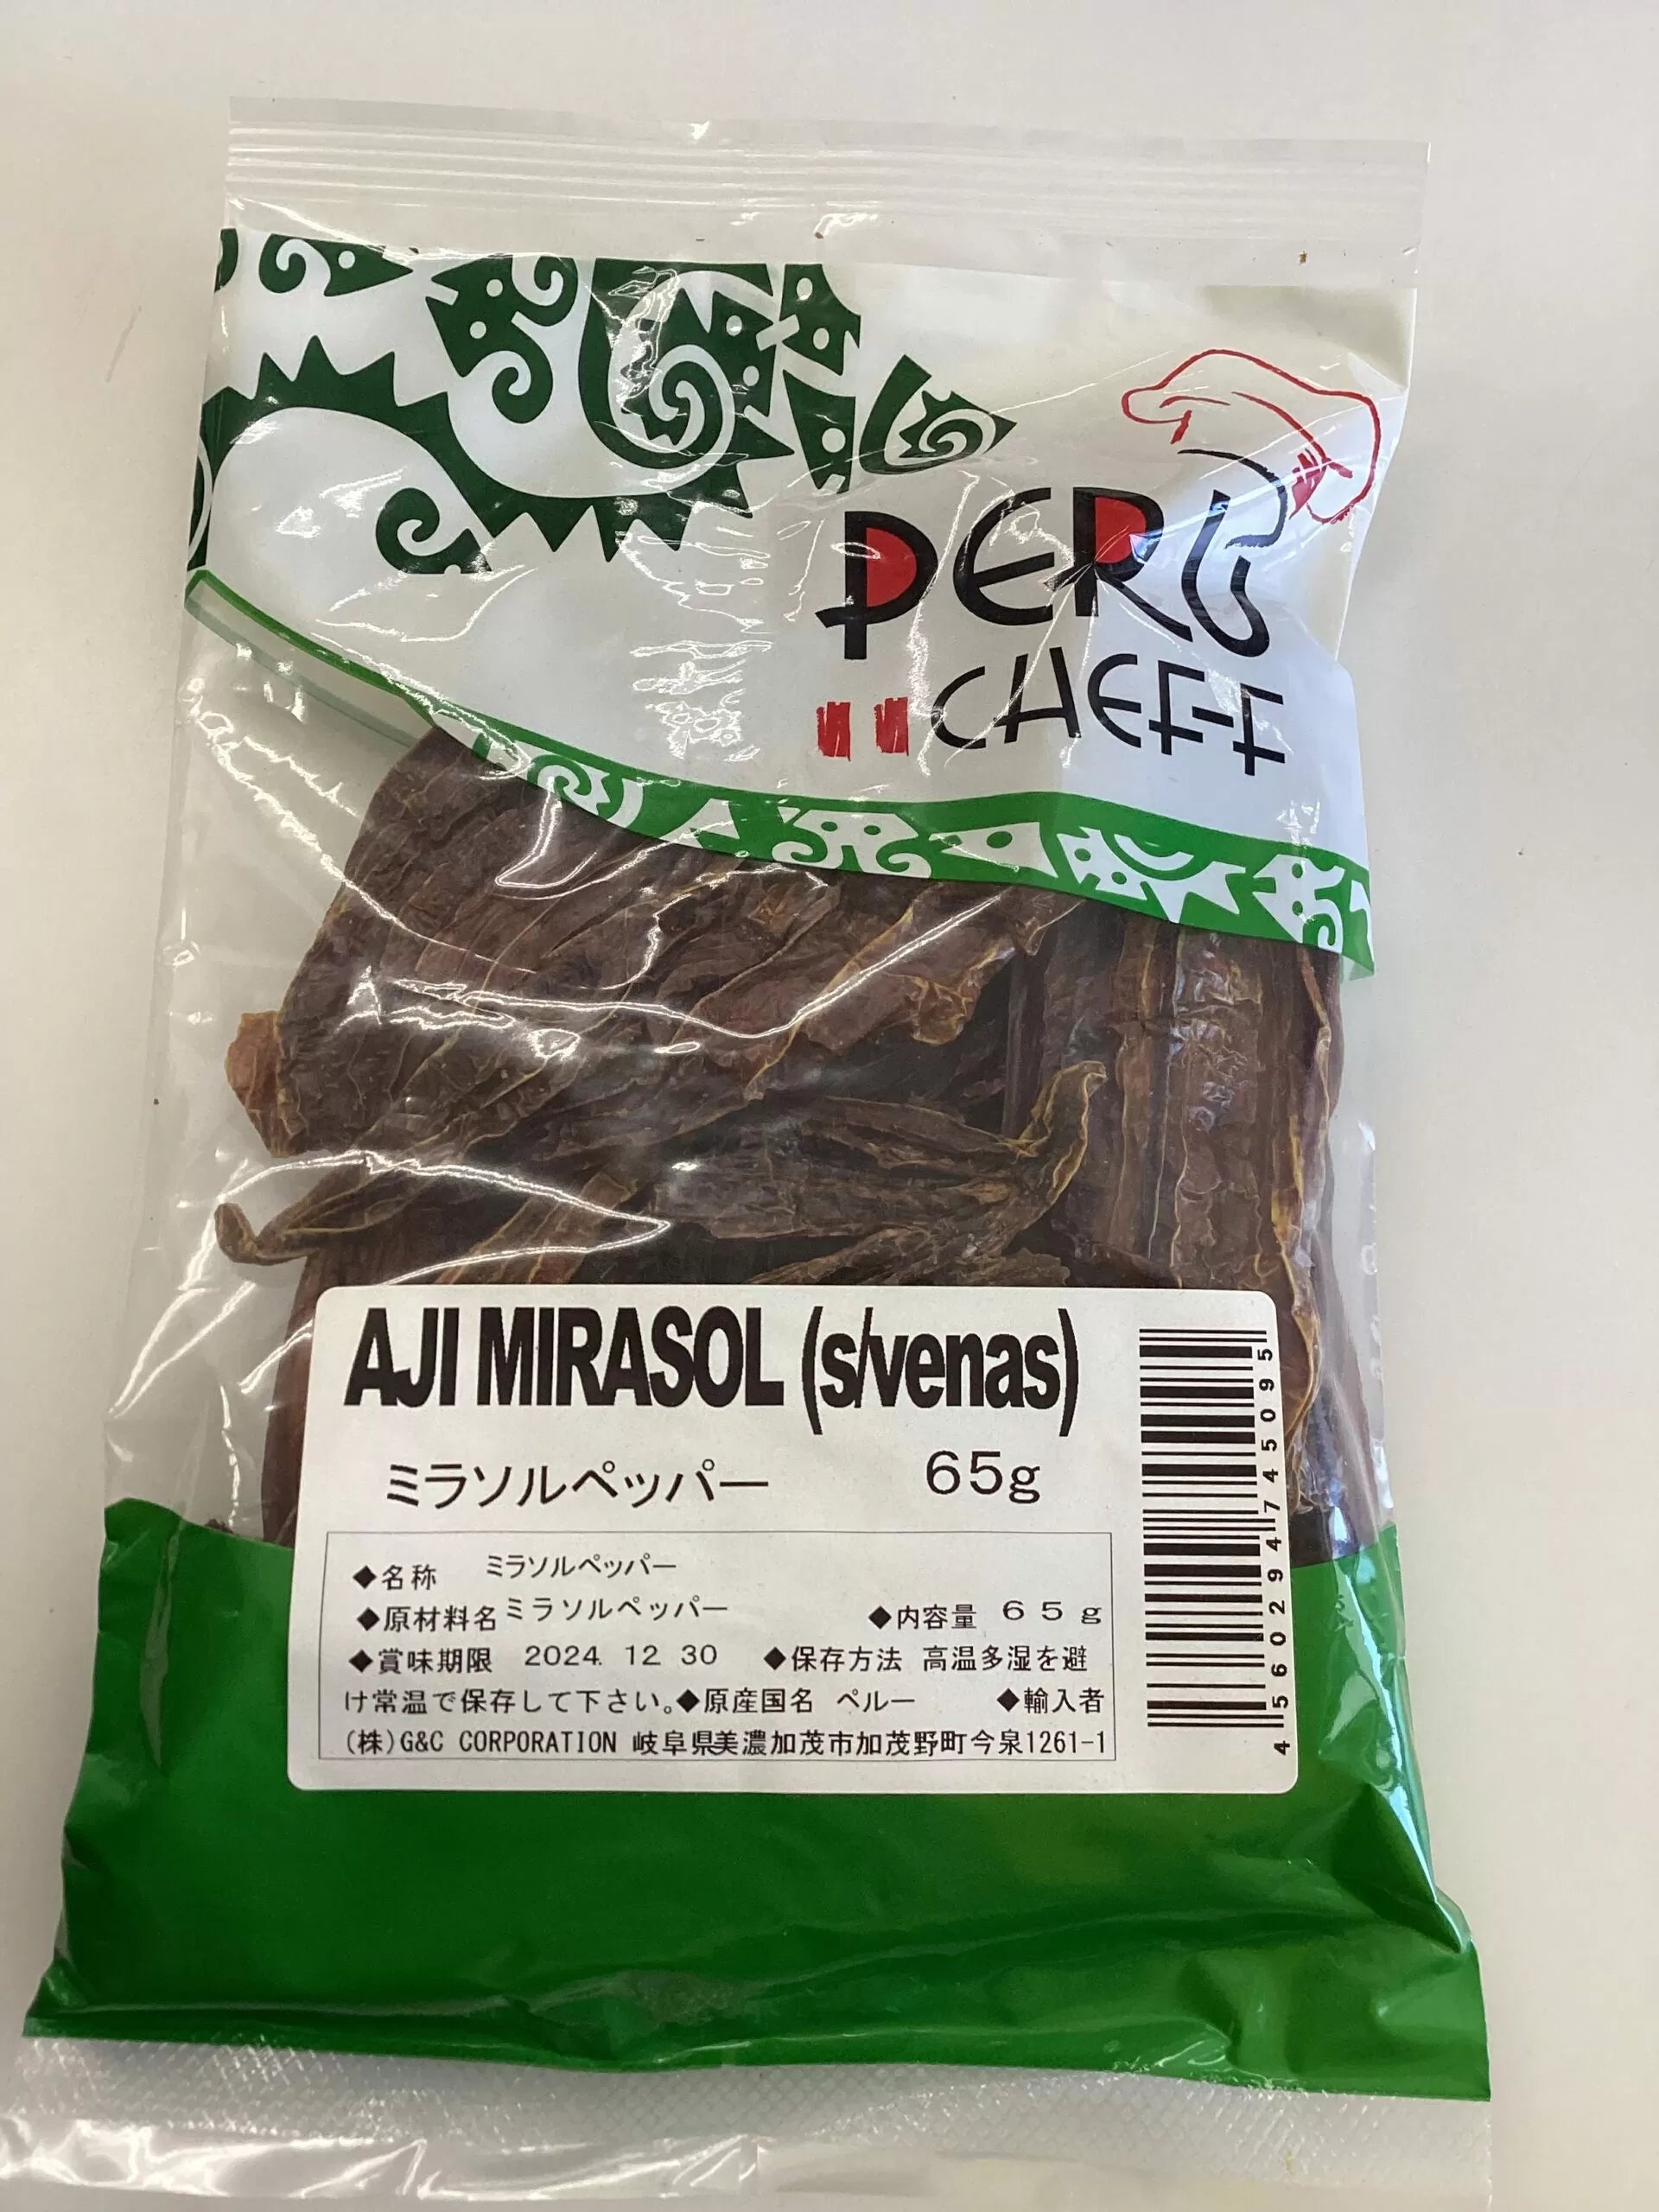 PERU
CHEFF
AJI MIRASOL (s/venas)
ミラソルペッパー 65g
◆名称 ミラソルペッパー
◆原材料名 ミラソルペッパー ◆内容量 65g
◆賞味期限 2024. 12 30 ◆保存方法 高温多湿を避
け常温で保存して下さい。◆原産国名 ペルー ◆輸入者
(株)G&C CORPORATION 岐阜県美濃加茂市加茂野町今泉1261-1
4560294745095